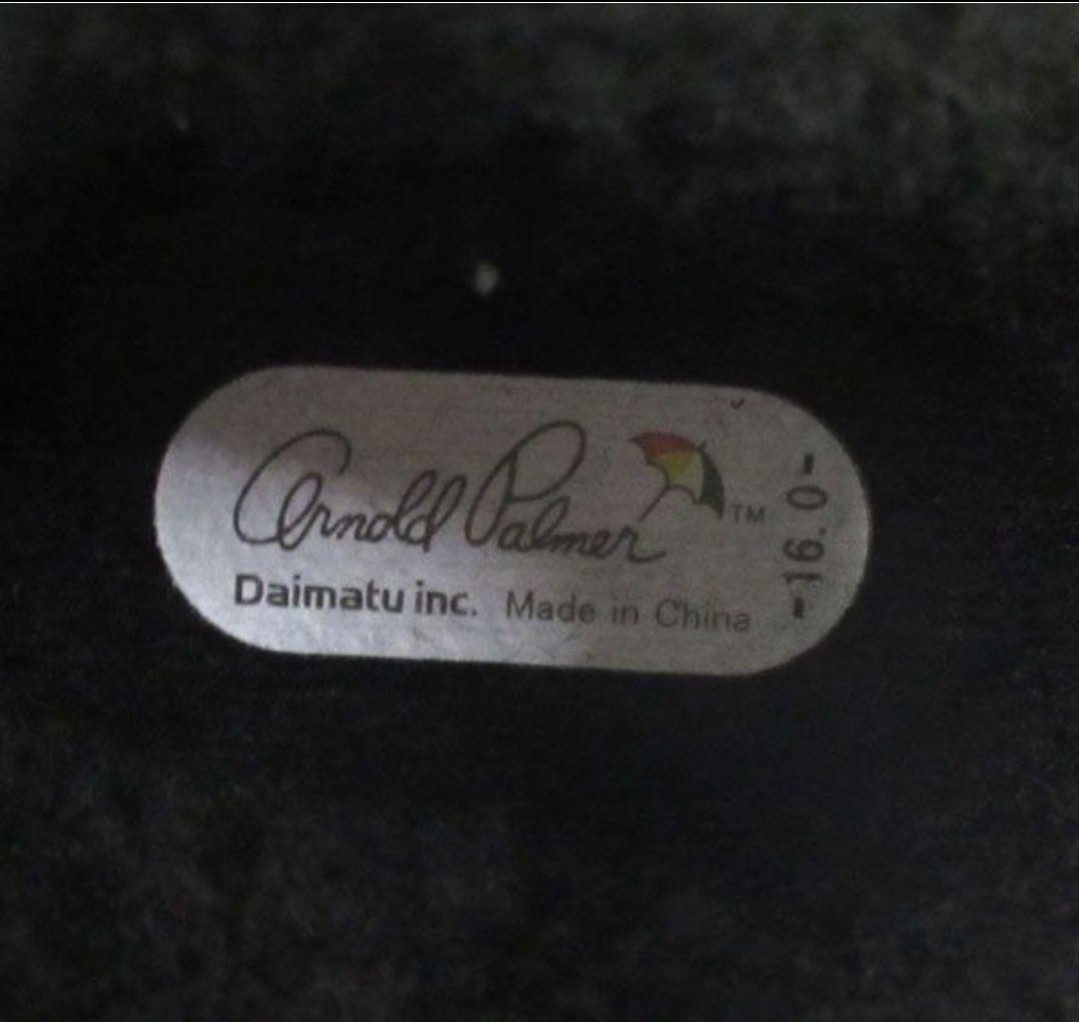 Arnold Palmer TM
Daimatu inc. Made in China
-16.0-